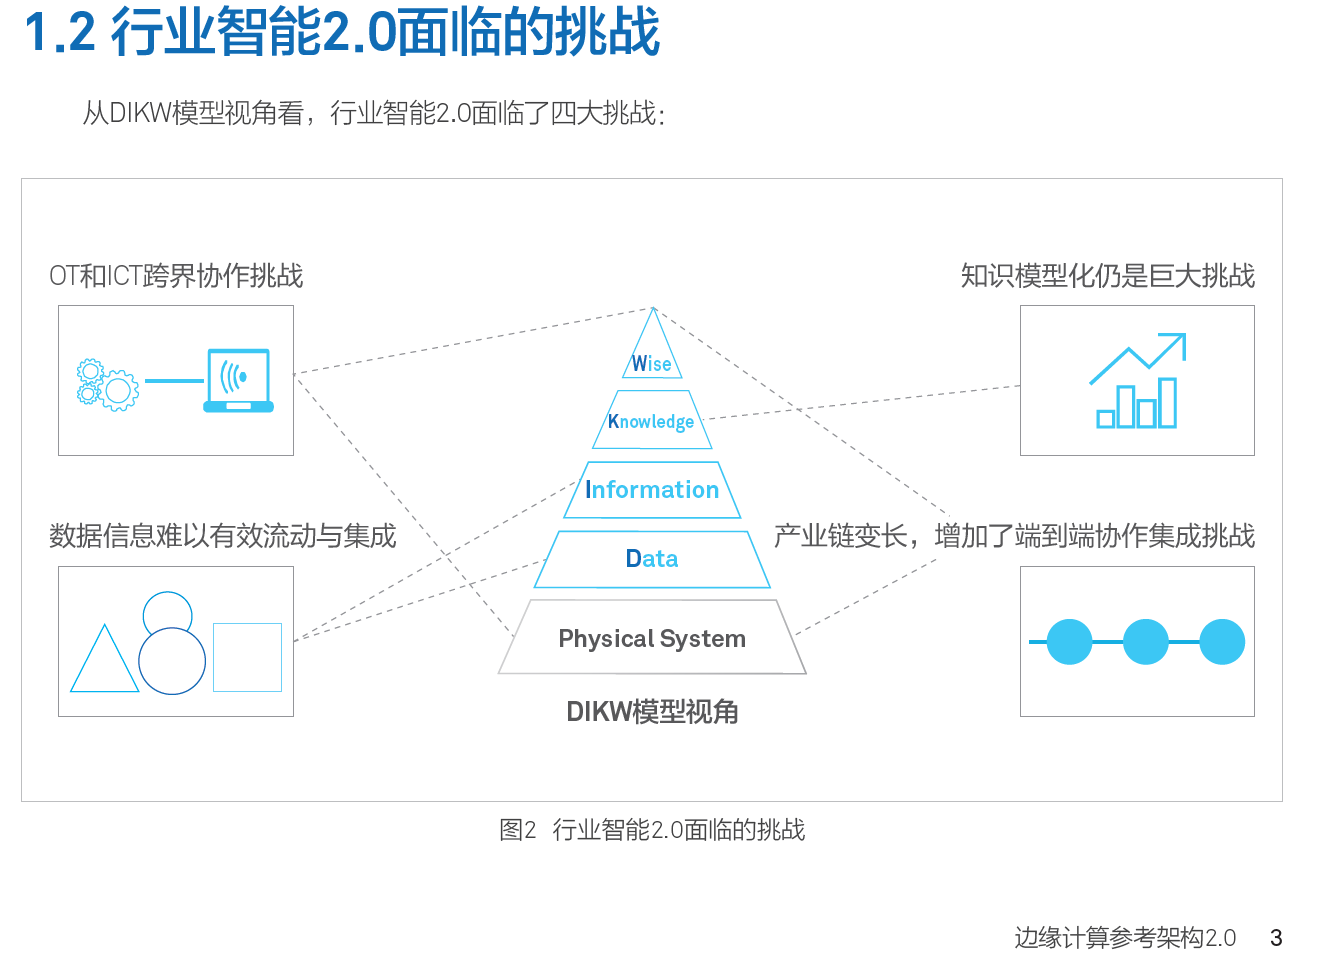 1.2 行业智能2.0面临的挑战
从DIKW模型视角看，行业智能2.0面临了四大挑战：
OT和ICT跨界协作挑战
知识模型化仍是巨大挑战
Wise
Knowledge
Information
数据信息难以有效流动与集成
产业链变长，增加了端到端协作集成挑战
Data
Physical System
DIKW模型视角
图2 行业智能2.0面临的挑战
边缘计算参考架构2.0 3